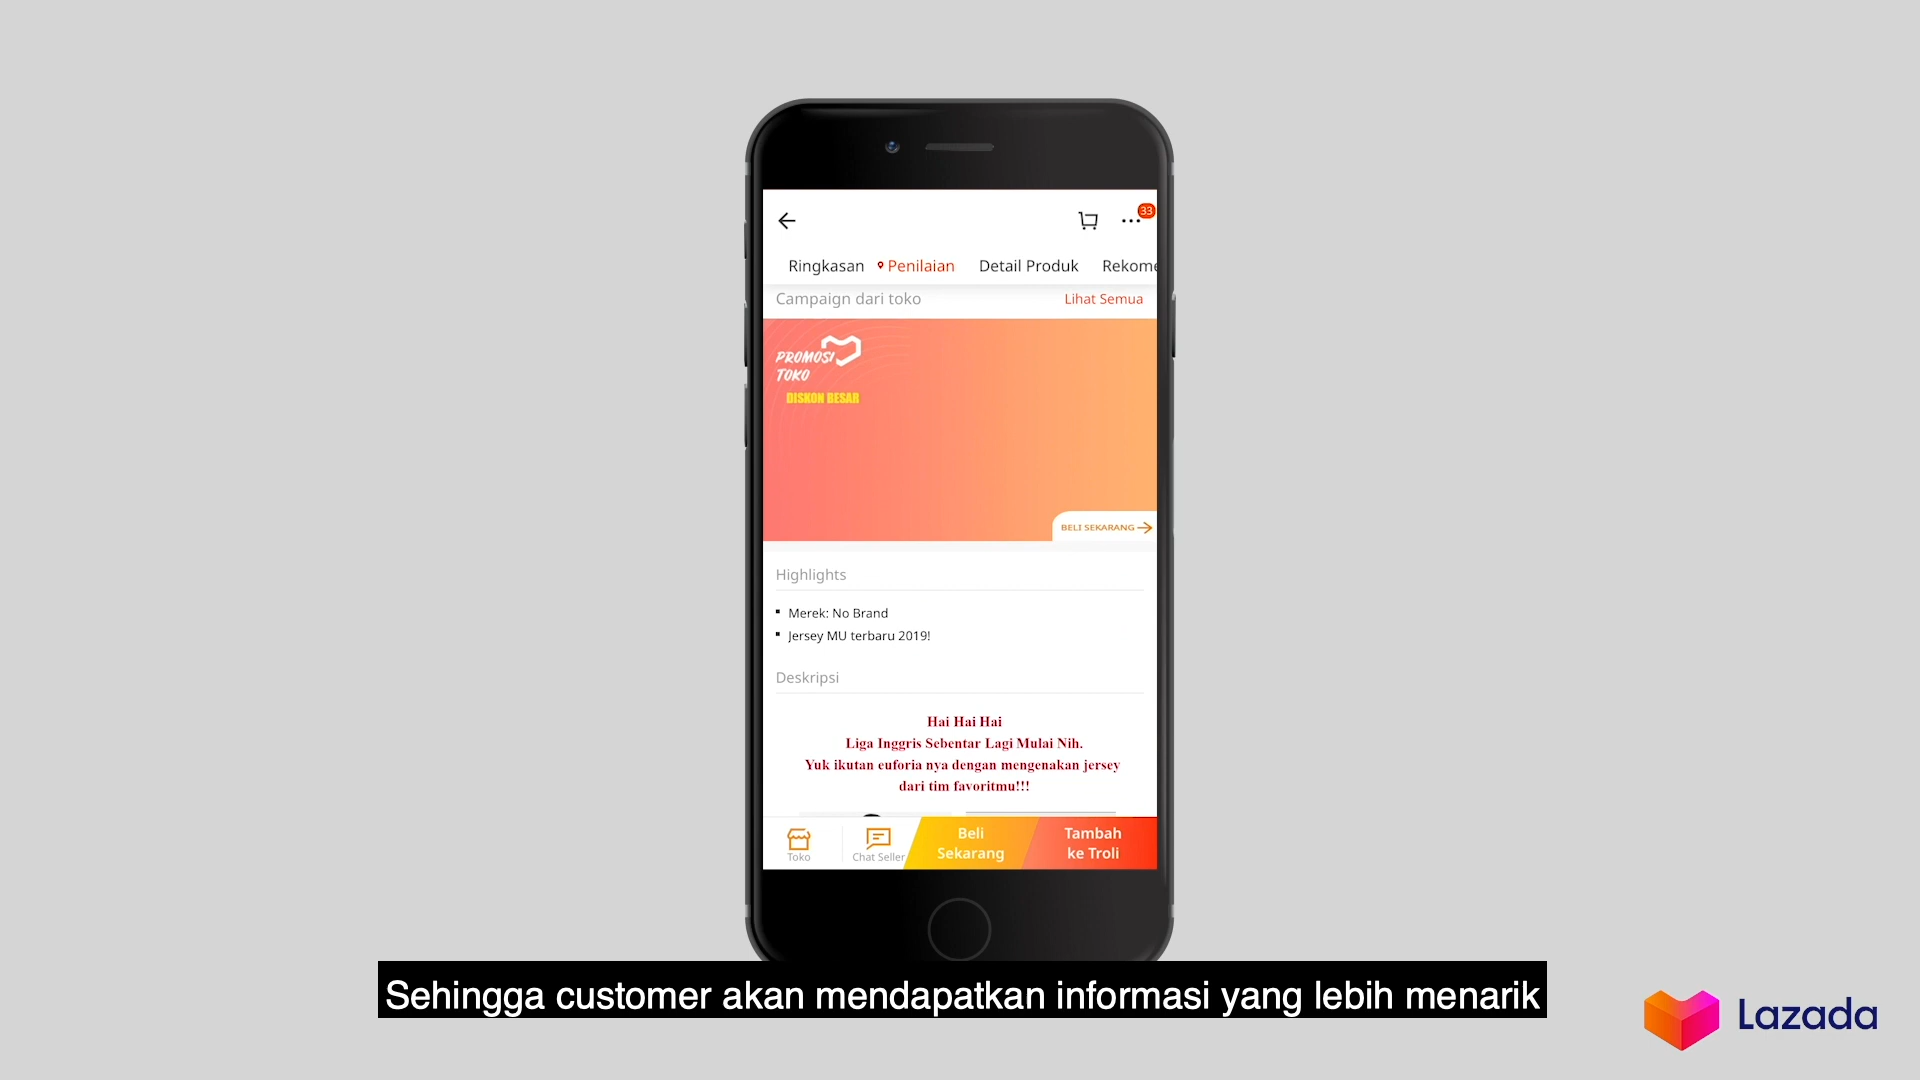 33
Ringkasan Penilaian Detail Produk Rekome
Campaign dari toko Lihat Semua
PROMOSI
TOKO
DISKON BESAR
BELI SEKARANG
Highlights
Merek: No Brand
Jersey MU terbaru 2019!
Deskripsi
Hai Hai Hai
Liga Inggris Sebentar Lagi Mulai Nih.
Yuk ikutan euforia nya dengan mengenakan jersey
dari tim favoritmu!!!
Toko
Chat Seller
Beli
Sekarang
Tambah
ke Troli
Sehingga customer akan mendapatkan informasi yang lebih menarik
Lazada